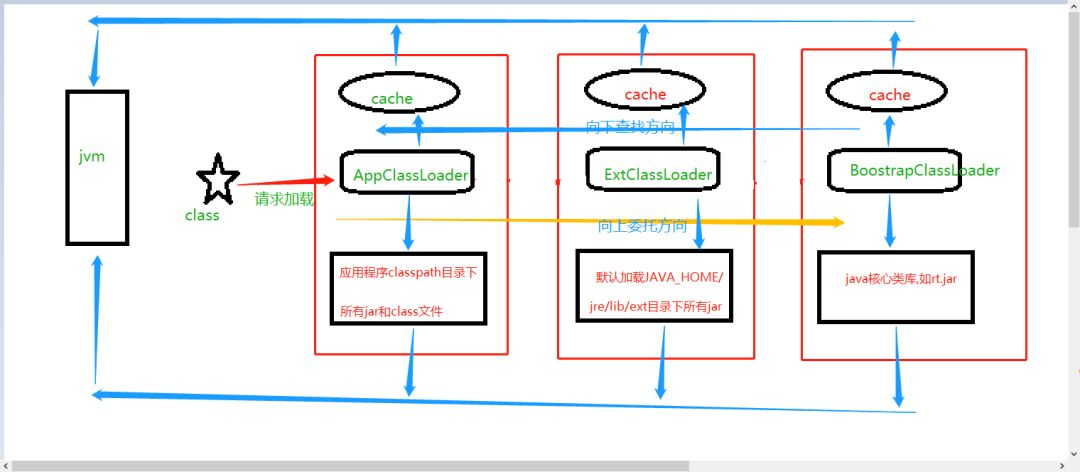 jvm
class
请求加载
cache
AppClassLoader
应用程序classpath目录下
所有jar和class文件
cache
向下查找方向
ExtClassLoader
向上委托方向
默认加载JAVA_HOME/
jre/lib/ext目录下所有jar
cache
BoostrapClassLoader
java核心类库,如rt.jar